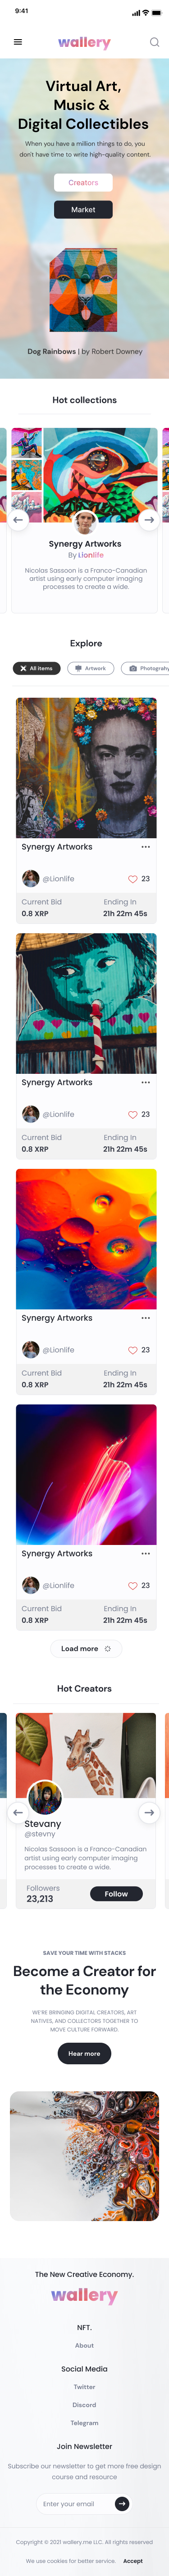 9:41
wallery
Virtual Art,
Music &
Digital Collectibles
When you have a million things to do, you
don't have time to write high-quality content.
Creators
Market
Dog Rainbows | by Robert Downey
Hot collections
Synergy Artworks
By Lionlife
Nicolas Sassoon is a Franco-Canadian
artist using early computer imaging
processes to create a wide.
Explore
All items
Artwork
Photograhy
Synergy Artworks
@Lionlife
23
Current Bid
Ending In
0.8 XRP
21h 22m 45s
Synergy Artworks
@Lionlife
23
Current Bid
Ending In
0.8 XRP
21h 22m 45s
Synergy Artworks
@Lionlife
23
Current Bid
Ending In
0.8 XRP
21h 22m 45s
Synergy Artworks
@Lionlife
23
Current Bid
Ending In
0.8 XRP
21h 22m 45s
Load more
Hot Creators
Stevany
@stevny
Nicolas Sassoon is a Franco-Canadian
artist using early computer imaging
processes to create a wide.
Followers
23,213
Follow
SAVE YOUR TIME WITH STACKS
Become a Creator for
the Economy
WE'RE BRINGING DIGITAL CREATORS, ART
NATIVES, AND COLLECTORS TOGETHER TO
MOVE CULTURE FORWARD.
Hear more
The New Creative Economy.
wallery
NFT.
About
Social Media
Twitter
Discord
Telegram
Join Newsletter
Subscribe our newsletter to get more free design
course and resource
Enter your email
Copyright © 2021 wallery.me LLC. All rights reserved
We use cookies for better service.
Accept